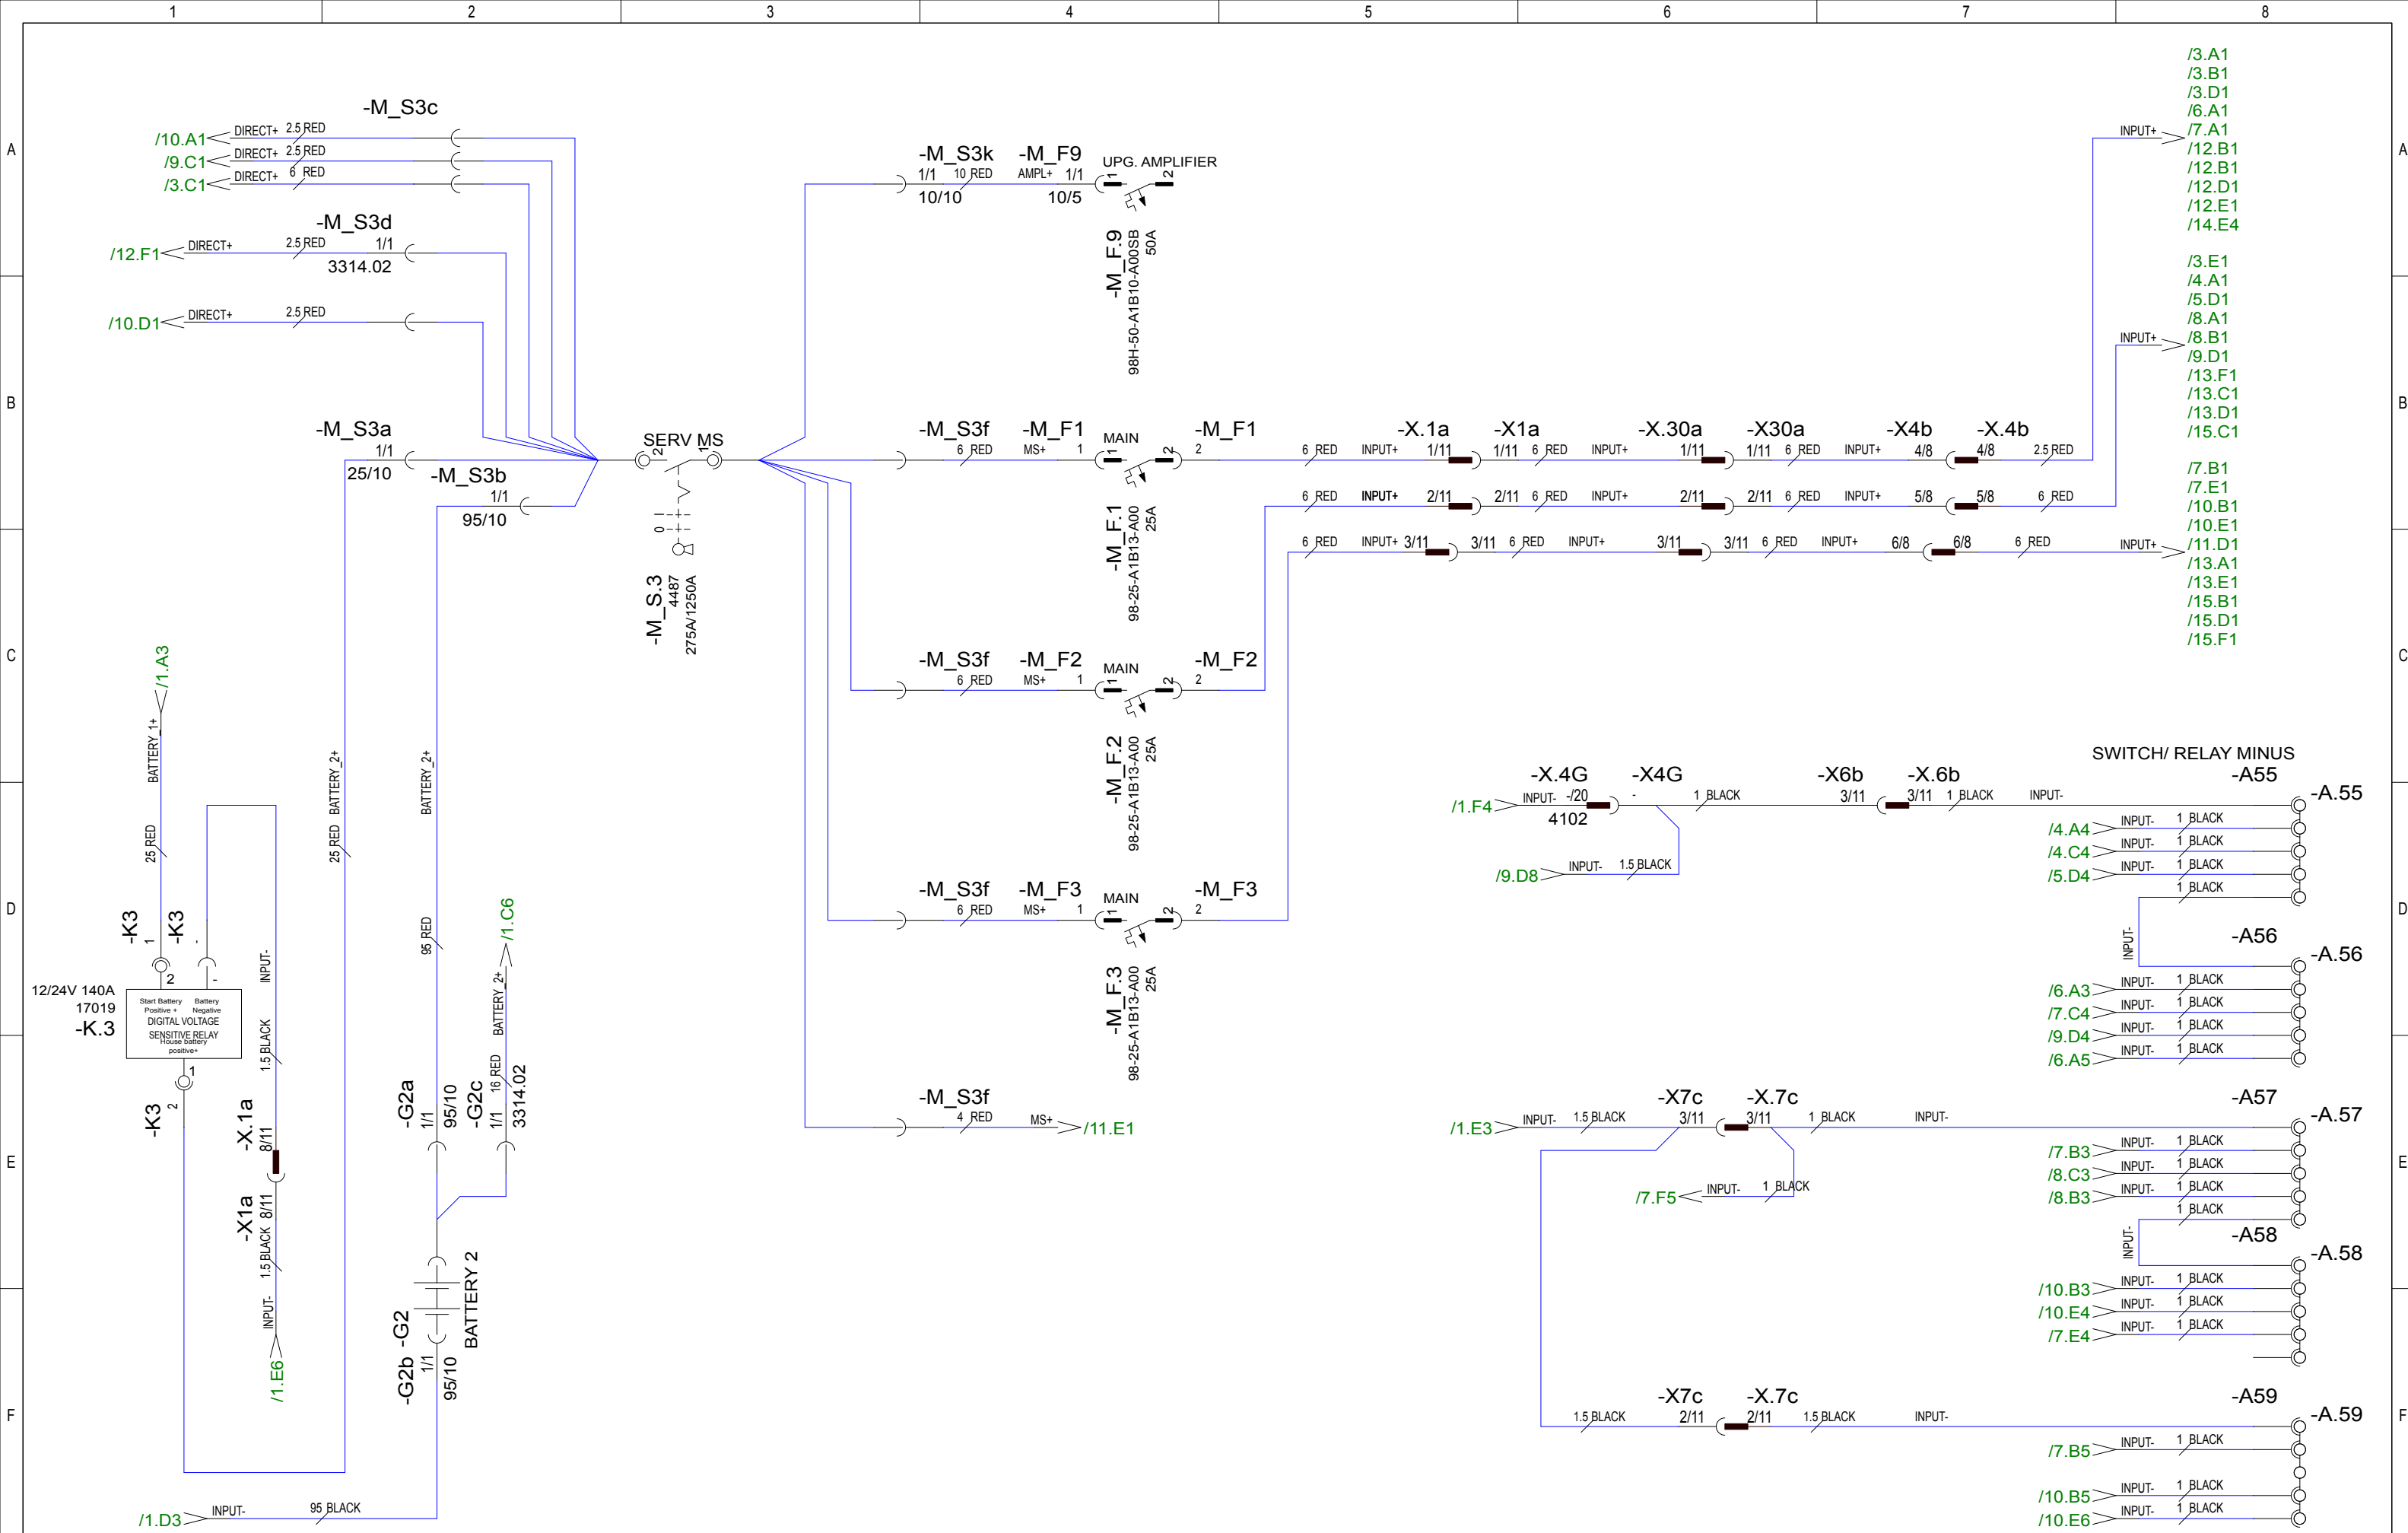 1 2 3 4 5 6 7 8
A
B
C
D
E
F
A
B
C
D
E
F
-M_S3c
/10.A1 DIRECT+ 2.5 RED
/9.C1 DIRECT+ 2.5 RED
/3.C1 DIRECT+ 6 RED
-M_S3d
/12.F1 DIRECT+ 2.5 RED 1/1
3314.02
/10.D1 DIRECT+ 2.5 RED
-M_S3a
1/1
25/10
-M_S3b
1/1
95/10
SERV MS
2 1
I
0
-M_S.3
4487
275A/1250A
-M_S3k -M_F9 UPG. AMPLIFIER
1/1 10 RED AMPL+ 1/1 1 2
10/10 10/5
-M_F.9
98H-50-A1B10-A00SB
50A
-M_S3f -M_F1 MAIN -M_F1
6 RED MS+ 1 1 2 2
-M_F.1
98-25-A1B13-A00
25A
-M_S3f -M_F2 MAIN -M_F2
6 RED MS+ 1 1 2 2
-M_F.2
98-25-A1B13-A00
25A
-M_S3f -M_F3 MAIN -M_F3
6 RED MS+ 1 1 2 2
-M_F.3
98-25-A1B13-A00
25A
-M_S3f
4 RED MS+ /11.E1
-X.1a -X1a -X.30a -X30a -X4b -X.4b
6 RED INPUT+ 1/11 1/11 6 RED INPUT+ 1/11 1/11 6 RED INPUT+ 4/8 4/8 2.5 RED
6 RED INPUT+ 2/11 2/11 6 RED INPUT+ 2/11 2/11 6 RED INPUT+ 5/8 5/8 6 RED
6 RED INPUT+ 3/11 3/11 6 RED INPUT+ 3/11 3/11 6 RED INPUT+ 6/8 6/8 6 RED INPUT+
/3.A1
/3.B1
/3.D1
/6.A1
INPUT+ /7.A1
/12.B1
/12.B1
/12.D1
/12.E1
/14.E4
/3.E1
/4.A1
/5.D1
/8.A1
INPUT+ /8.B1
/9.D1
/13.F1
/13.C1
/13.D1
/15.C1
/7.B1
/7.E1
/10.B1
/10.E1
/11.D1
/13.A1
/13.E1
/15.B1
/15.D1
/15.F1
/1.A3
BATTERY_1+
25 RED
-K3
1
-K3
-
2 -
12/24V 140A
17019
-K.3
Start Battery Battery
Positive + Negative
DIGITAL VOLTAGE
SENSITIVE RELAY
House battery
positive+
1
-K3
2
INPUT-
1.5 BLACK
-X.1a
8/11
-X1a
8/11
1.5 BLACK
INPUT-
/1.E6
BATTERY_2+
25 RED
BATTERY_2+
95 RED
/1.C6
BATTERY_2+
16 RED
-G2a
1/1
95/10
-G2c
1/1
3314.02
BATTERY 2
-G2
-G2b
1/1
95/10
/1.D3 INPUT- 95 BLACK
SWITCH/ RELAY MINUS
-X.4G -X4G -X6b -X.6b -A55
/1.F4 INPUT- -/20 - 1 BLACK 3/11 3/11 1 BLACK INPUT- -A.55
4102
/9.D8 INPUT- 1.5 BLACK
/4.A4 INPUT- 1 BLACK
/4.C4 INPUT- 1 BLACK
/5.D4 INPUT- 1 BLACK
1 BLACK
INPUT-
-A56
-A.56
/6.A3 INPUT- 1 BLACK
/7.C4 INPUT- 1 BLACK
/9.D4 INPUT- 1 BLACK
/6.A5 INPUT- 1 BLACK
-X7c -X.7c -A57
/1.E3 INPUT- 1.5 BLACK 3/11 3/11 1 BLACK INPUT- -A.57
/7.F5 INPUT- 1 BLACK
/7.B3 INPUT- 1 BLACK
/8.C3 INPUT- 1 BLACK
/8.B3 INPUT- 1 BLACK
1 BLACK
INPUT-
-A58
-A.58
/10.B3 INPUT- 1 BLACK
/10.E4 INPUT- 1 BLACK
/7.E4 INPUT- 1 BLACK
-X7c -X.7c -A59
1.5 BLACK 2/11 2/11 1.5 BLACK INPUT- -A.59
/7.B5 INPUT- 1 BLACK
/10.B5 INPUT- 1 BLACK
/10.E6 INPUT- 1 BLACK